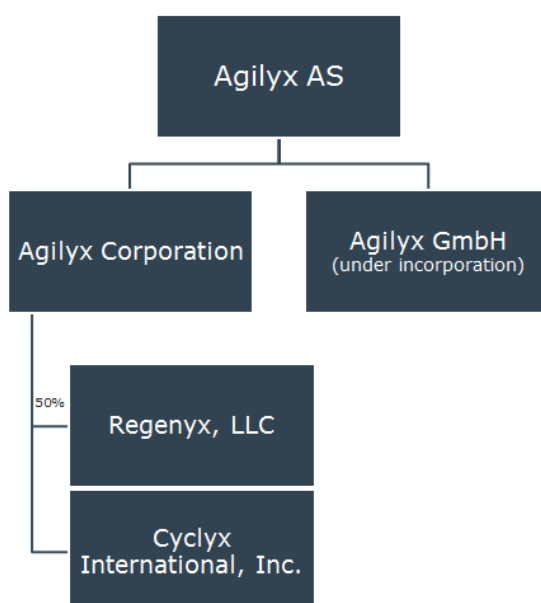 Agilyx AS
Agilyx Corporation
Agilyx GmbH
(under incorporation)
50%
Regenyx, LLC
Cyclyx
International, Inc.